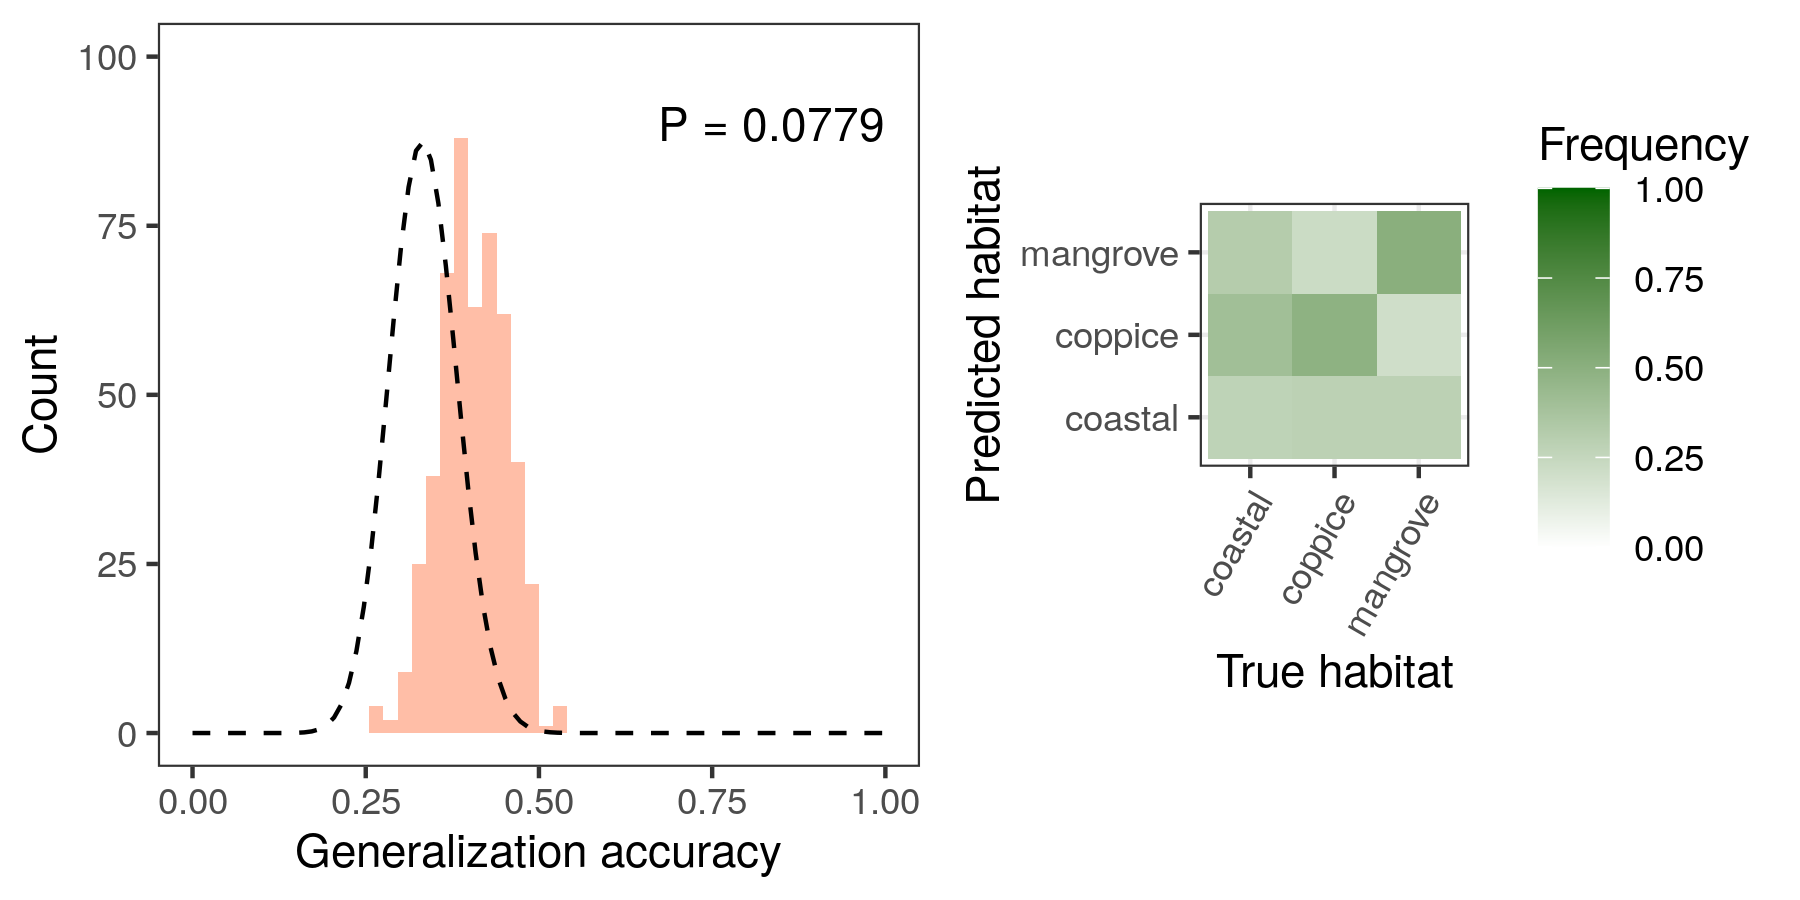 100
75
50
25
0
Count
P = 0.0779
0.00 0.25 0.50 0.75 1.00
Generalization accuracy
Predicted habitat
mangrove
coppice
coastal
coastal
coppice
mangrove
True habitat
Frequency
1.00
0.75
0.50
0.25
0.00